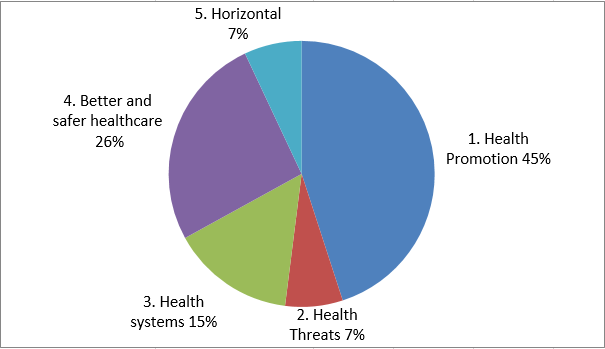 5. Horizontal
7%
4. Better and
safer healthcare
26%
1. Health
Promotion 45%
3. Health
systems 15%
2. Health
Threats 7%